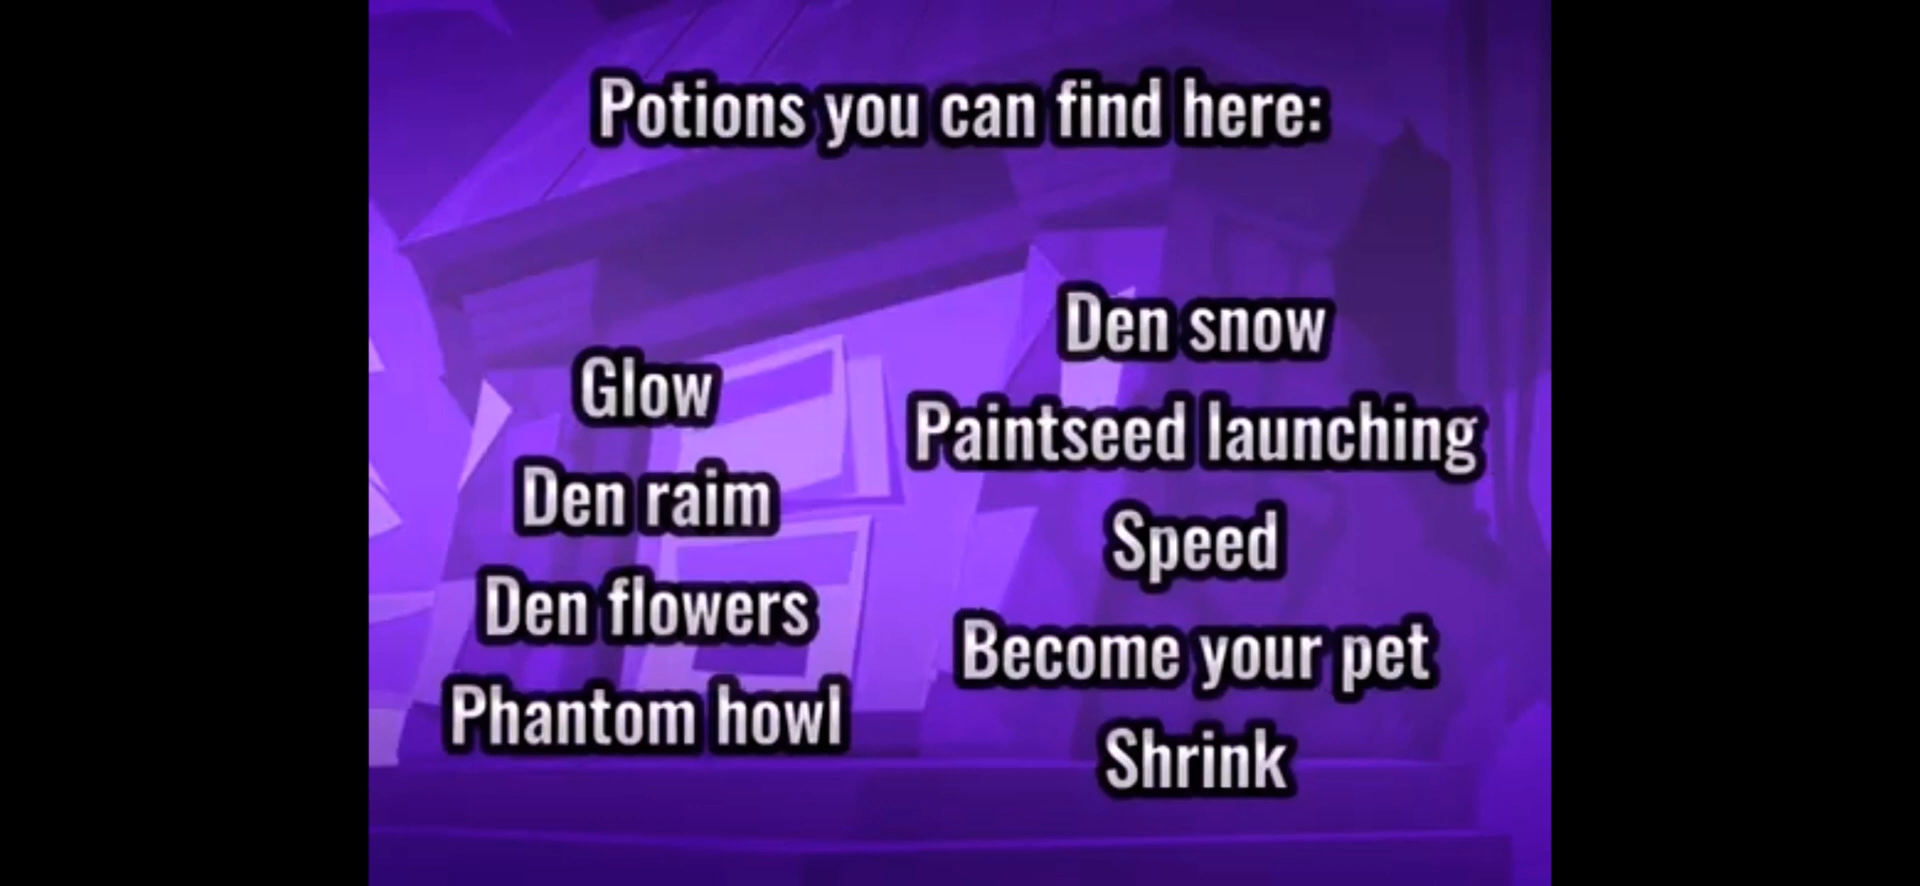 Potions you can find here:
Glow
Den raim
Den flowers
Phantom howl
Den snow
Paintseed launching
Speed
Become your pet
Shrink